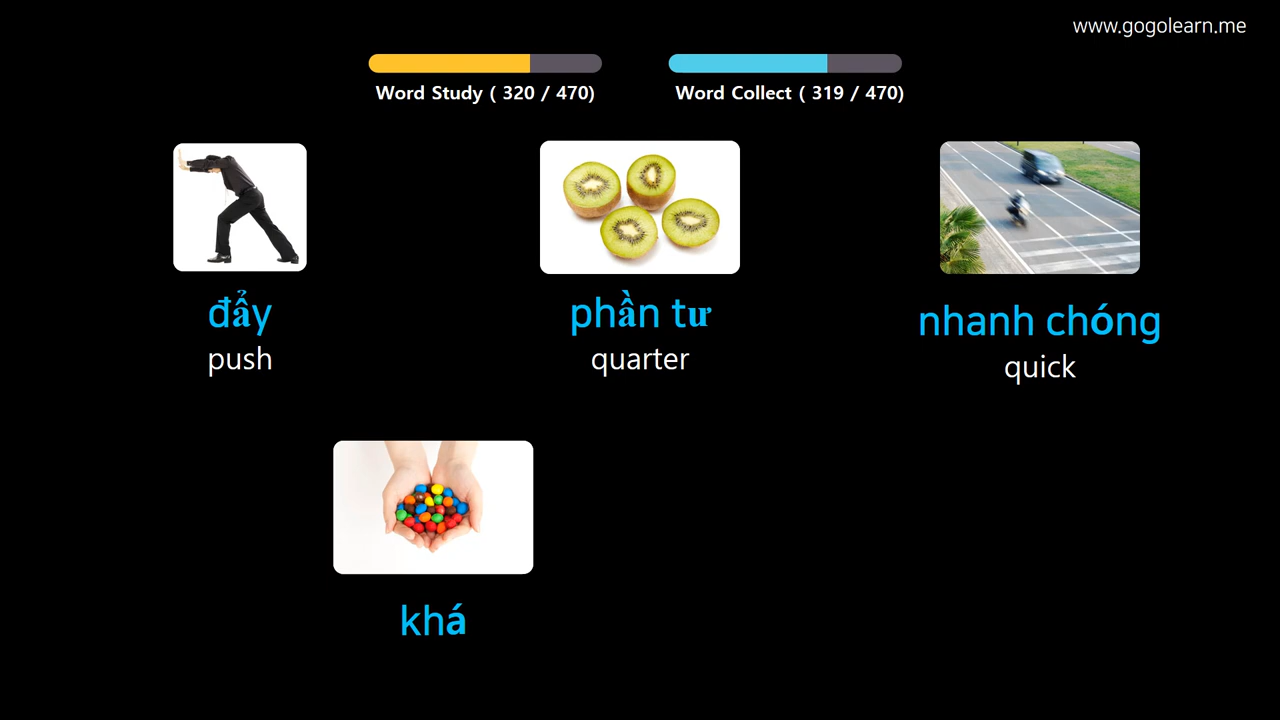 www.gogolearn.me
Word Study ( 320 / 470)
Word Collect ( 319 / 470)
đẩy
push
phần tư
quarter
nhanh chóng
quick
khá